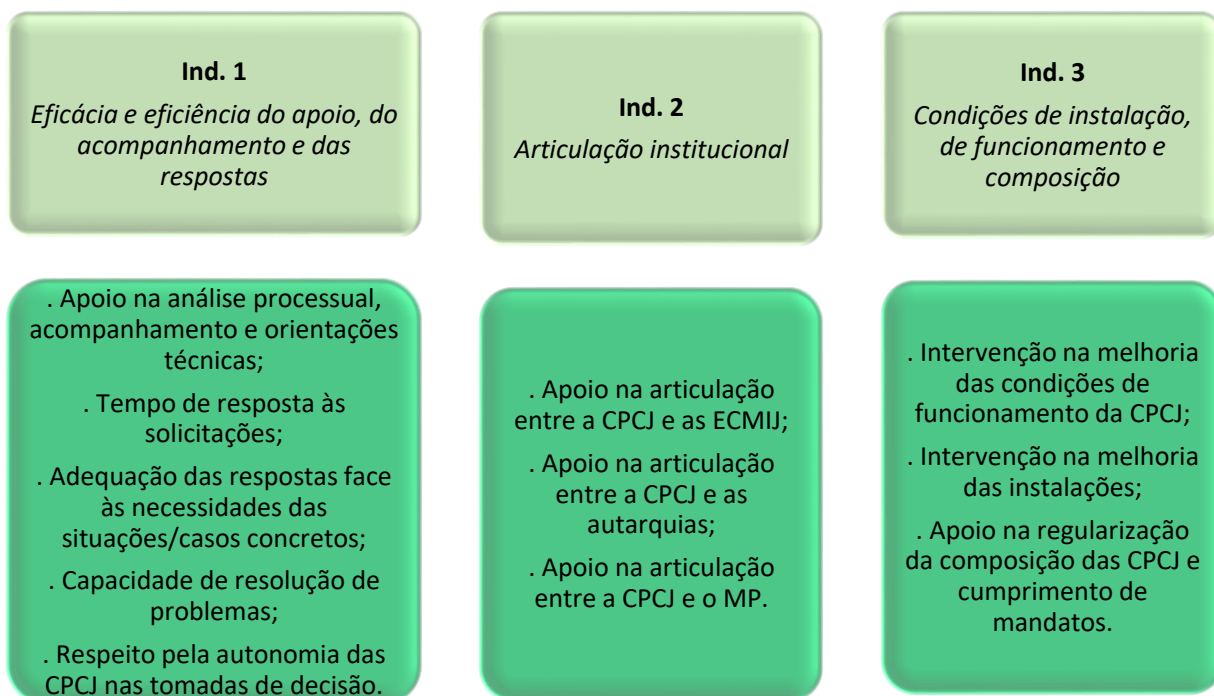 Ind. 1
Eficácia e eficiência do apoio, do
acompanhamento e das
respostas
Ind. 2
Articulação institucional
Ind. 3
Condições de instalação,
de funcionamento e
composição
. Apoio na análise processual,
acompanhamento e orientações
técnicas;
. Tempo de resposta às
solicitações;
. Adequação das respostas face
às necessidades das
situações/casos concretos;
. Capacidade de resolução de
problemas;
. Respeito pela autonomia das
CPCJ nas tomadas de decisão.
. Apoio na articulação
entre a CPCJ e as ECMIJ;
. Apoio na articulação
entre a CPCJ e as
autarquias;
. Apoio na articulação
entre a CPCJ e o MP.
. Intervenção na melhoria
das condições de
funcionamento da CPCJ;
. Intervenção na melhoria
das instalações;
. Apoio na regularização
da composição das CPCJ e
cumprimento de
mandatos.